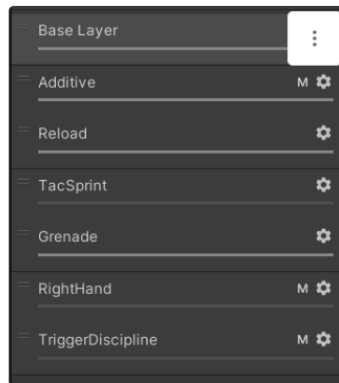 Base Layer
Additive M
Reload
TacSprint
Grenade
RightHand M
TriggerDiscipline M